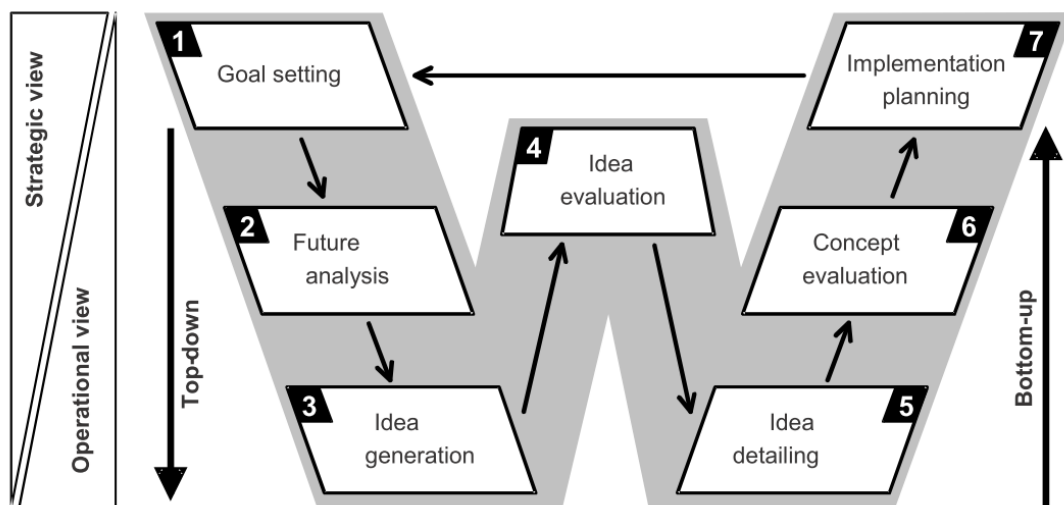 Strategic view
Operational view
Top-down
1
Goal setting
2
Future
analysis
3
Idea
generation
4
Idea
evaluation
5
Idea
detailing
6
Concept
evaluation
7
Implementation
planning
Bottom-up